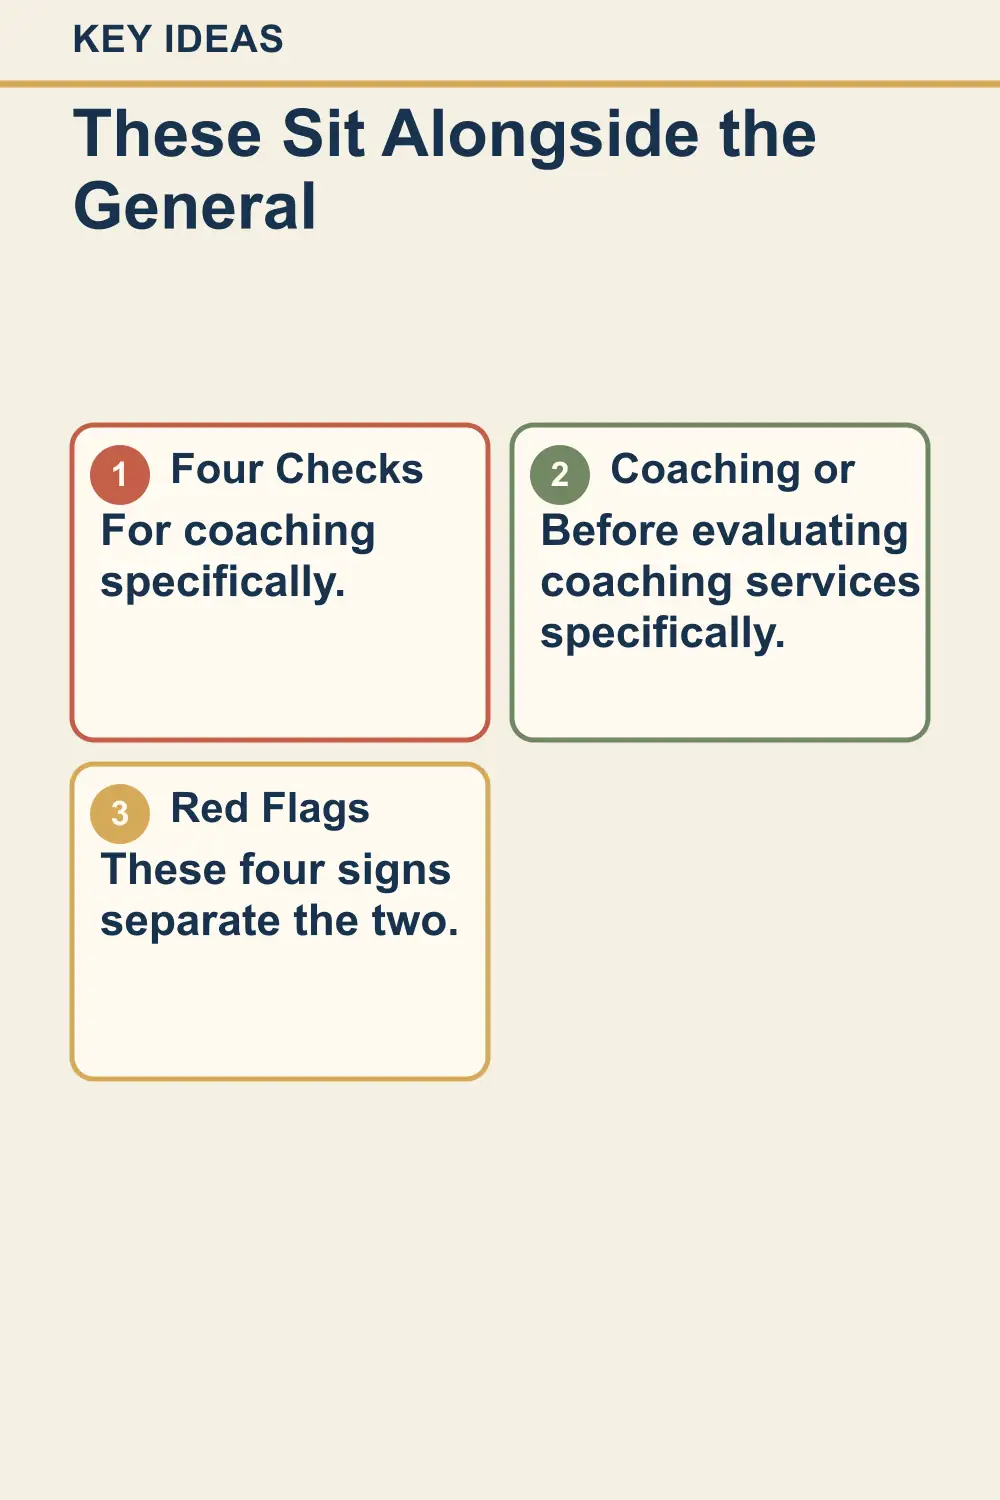 KEY IDEAS
These Sit Alongside the
General
1 Four Checks
For coaching
specifically.
2 Coaching or
Before evaluating
coaching services
specifically.
3 Red Flags
These four signs
separate the two.